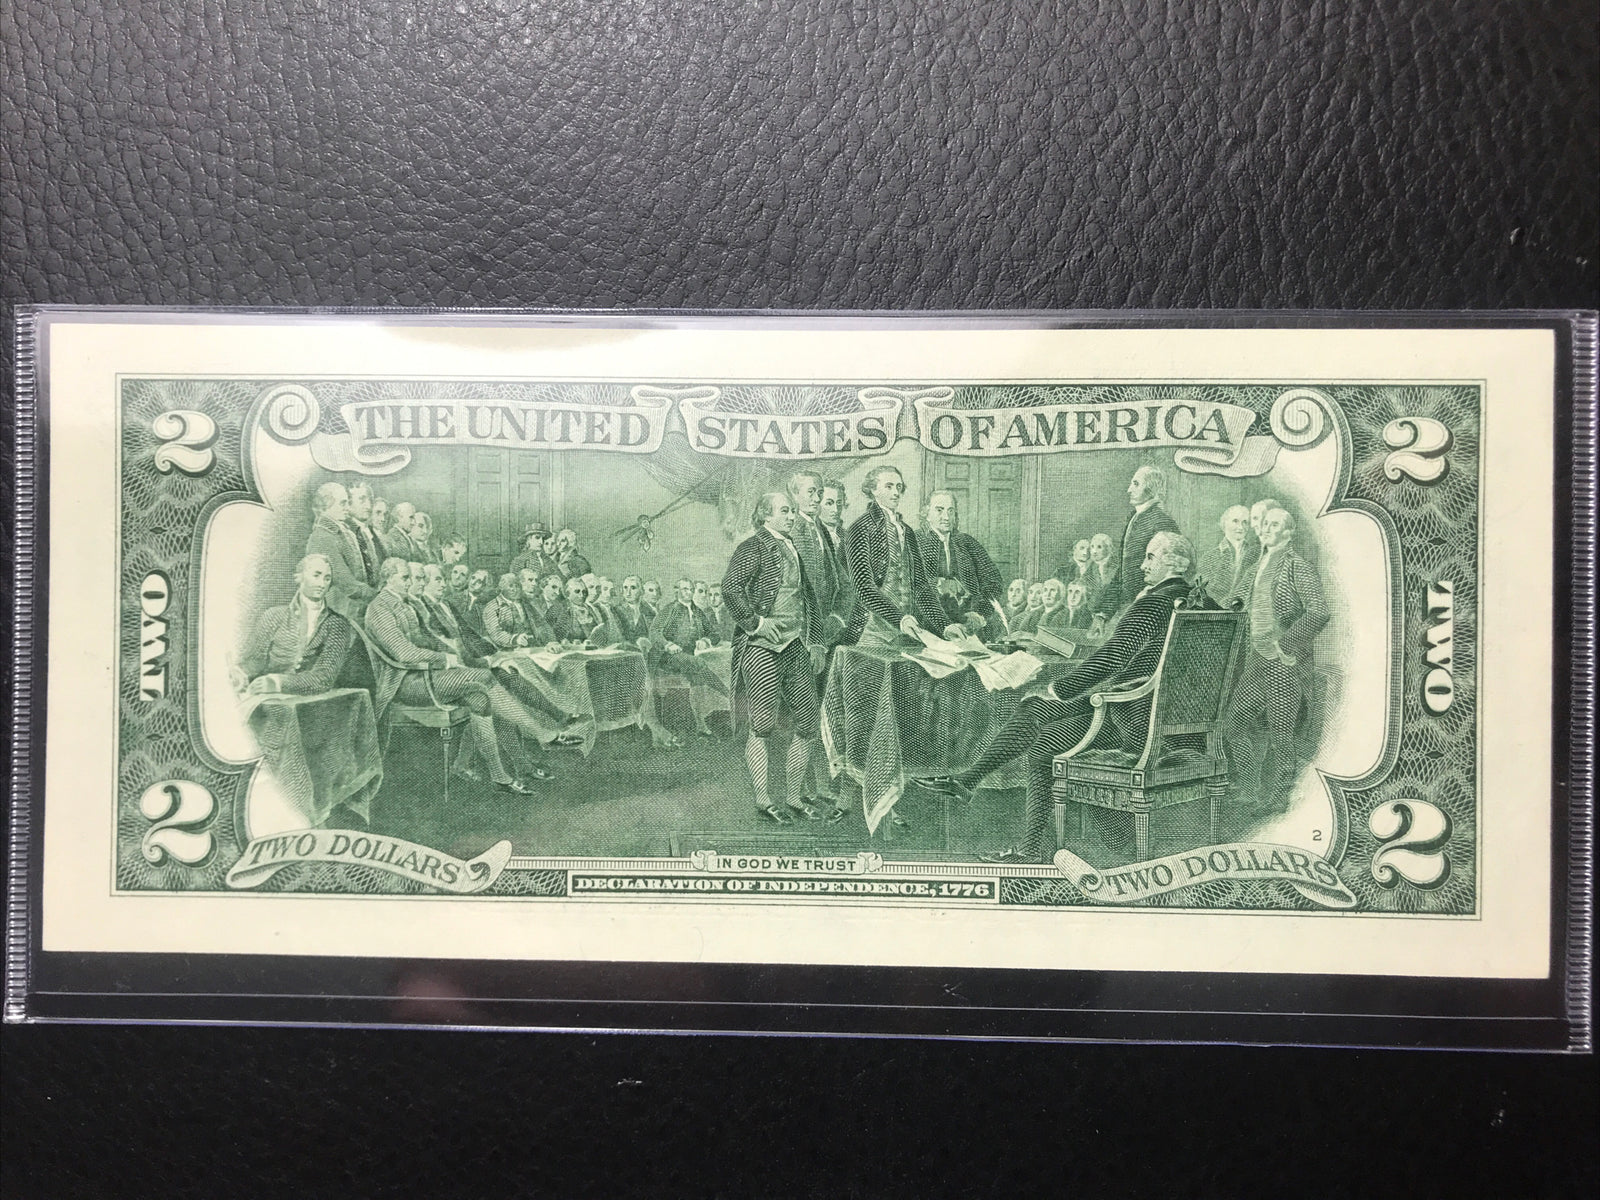 THE UNITED STATES OF AMERICA
2 2
TWO TWO
2 2
2
TWO DOLLARS TWO DOLLARS
IN GOD WE TRUST
DECLARATION OF INDEPENDENCE, 1776